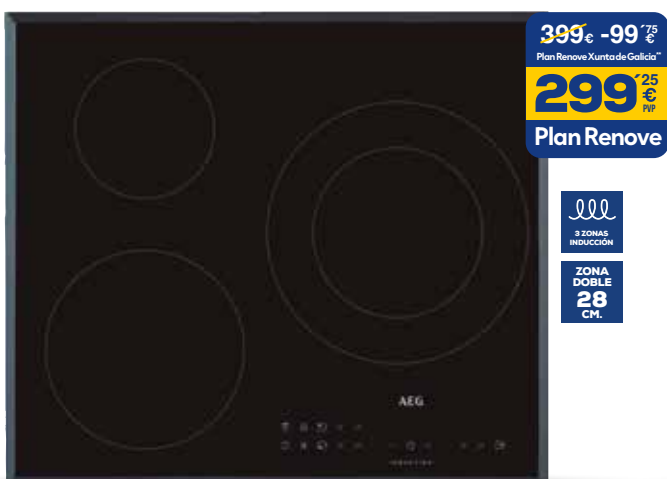 399€ -99´75€
Plan Renove Xunta de Galicia**
299´25€
PVP
Plan Renove
3 ZONAS
INDUCCIÓN
ZONA
DOBLE
28
CM.
AEG
INDUCTION